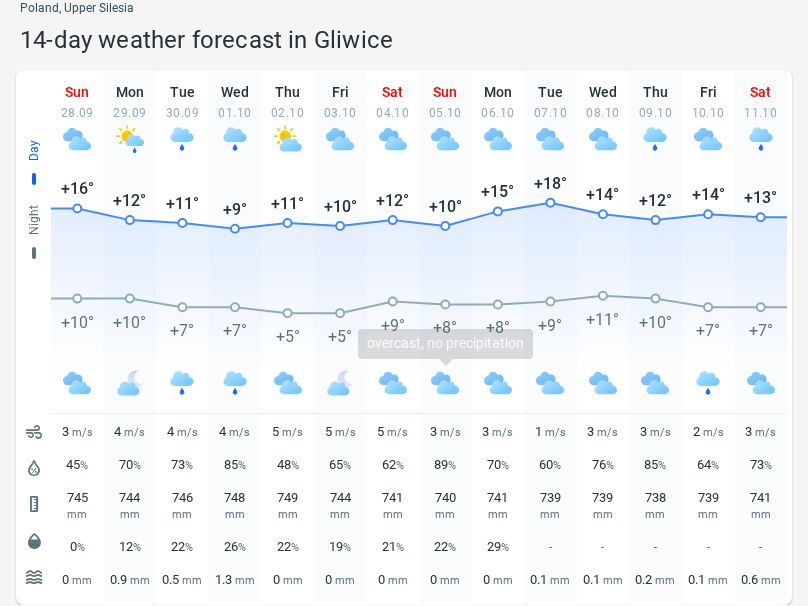 Poland, Upper Silesia
14-day weather forecast in Gliwice
Sun Mon Tue Wed Thu Fri Sat Sun Mon Tue Wed Thu Fri Sat
28.09 29.09 30.09 01.10 02.10 03.10 04.10 05.10 06.10 07.10 08.10 09.10 10.10 11.10
Day
+16° +12° +11° +9° +11° +10° +12° +10° +15° +18° +14° +12° +14° +13°
Night
+10° +10° +7° +7° +5° +5° +9° +8° +8° +9° +11° +10° +7° +7°
overcast, no precipitation
3 m/s 4 m/s 4 m/s 4 m/s 5 m/s 5 m/s 5 m/s 3 m/s 3 m/s 1 m/s 3 m/s 3 m/s 2 m/s 3 m/s
45% 70% 73% 85% 48% 65% 62% 89% 70% 60% 76% 85% 64% 73%
745 744 746 748 749 744 741 740 741 739 739 738 739 741
mm mm mm mm mm mm mm mm mm mm mm mm mm mm
0% 12% 22% 26% 22% 19% 21% 22% 29% - - - - -
0 mm 0.9 mm 0.5 mm 1.3 mm 0 mm 0 mm 0 mm 0 mm 0 mm 0.1 mm 0.1 mm 0.2 mm 0.1 mm 0.6 mm